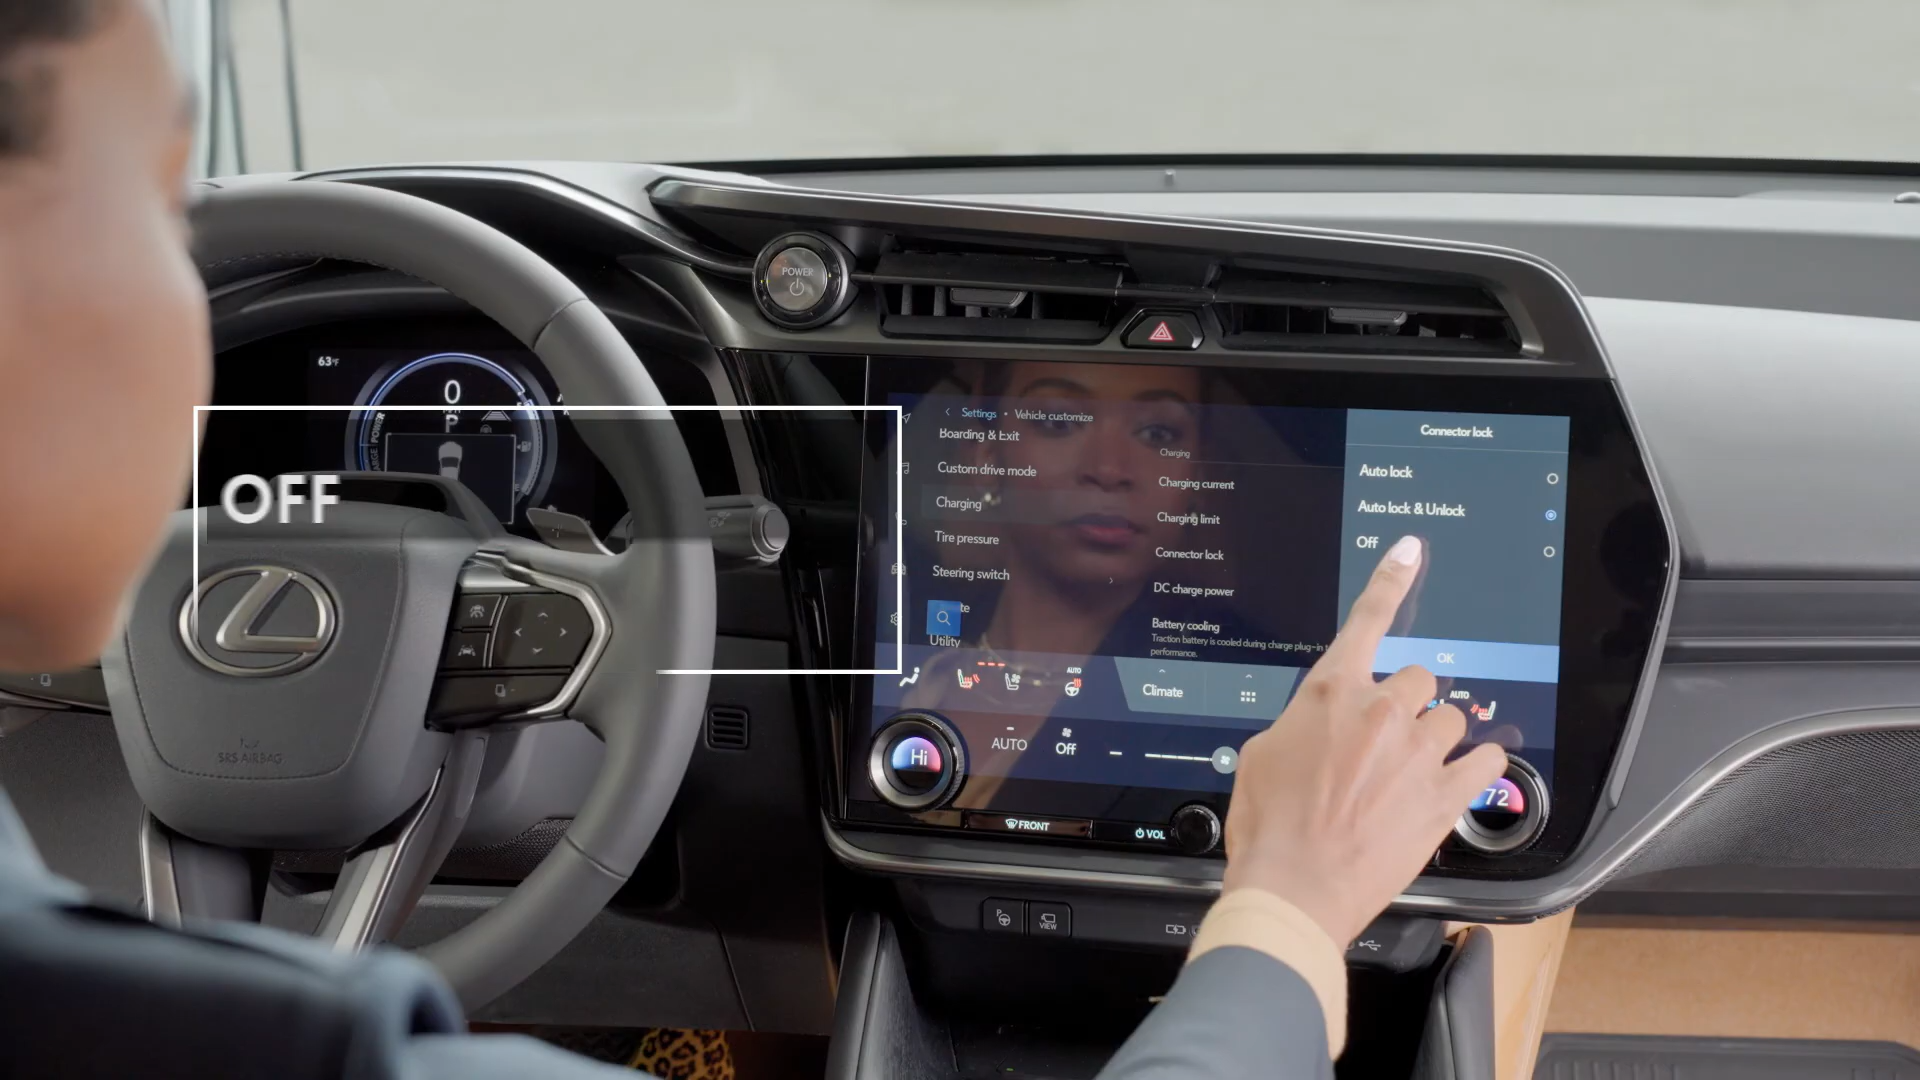 POWER
63°F
0
P
POWER
OFF
Settings • Vehicle customize
Boarding & Exit
Custom drive mode
Charging
Tire pressure
Steering switch
Utility
Charging
Charging current
Charging limit
Connector lock
DC charge power
Battery cooling
Traction battery is cooled during charge plug-in
performance.
Connector lock
Auto lock
Auto lock & Unlock
Off
OK
AUTO
Climate
AUTO
Hi
AUTO
Off
72
FRONT
VOL
SRS AIRBAG
P
VIEW